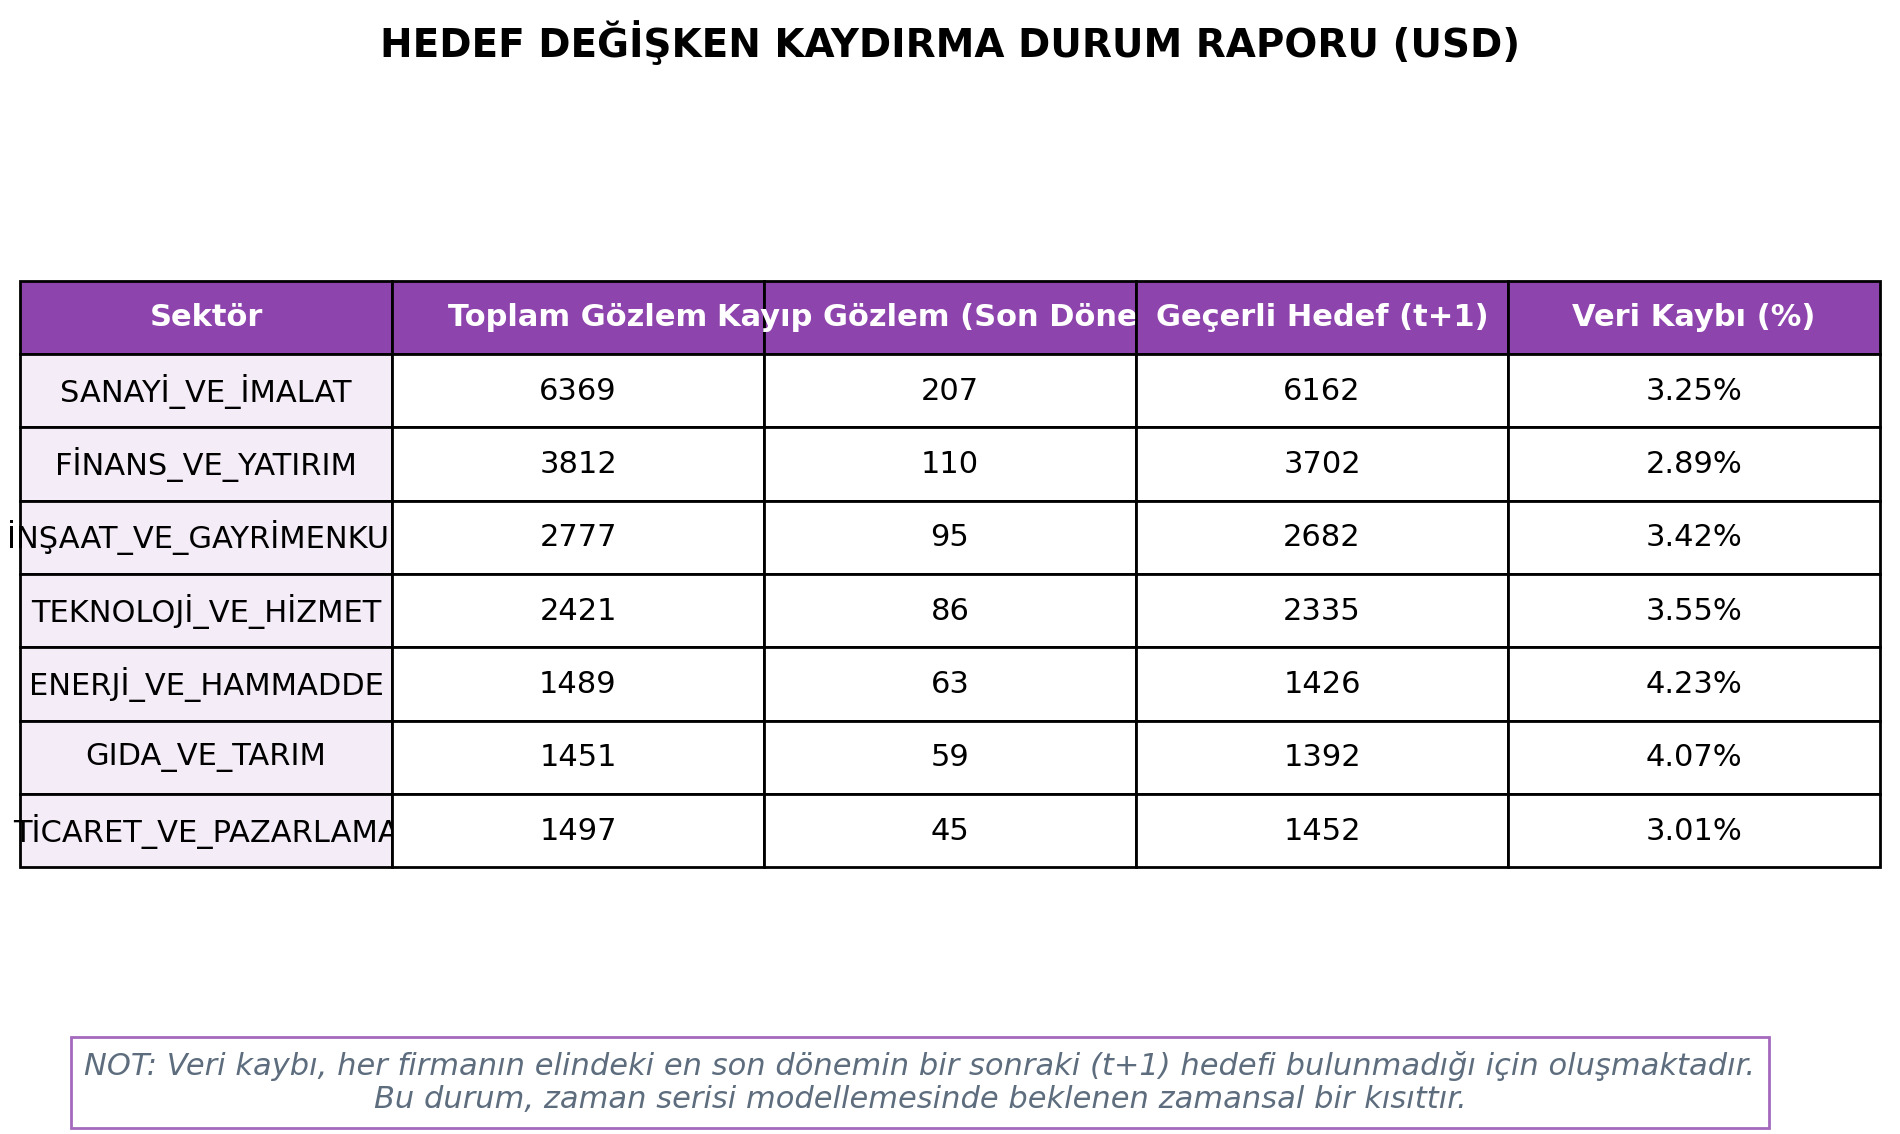 HEDEF DEĞİŞKEN KAYDIRMA DURUM RAPORU (USD)
Sektör Toplam Gözlem Kayıp Gözlem (Son Döne Geçerli Hedef (t+1) Veri Kaybı (%)
SANAYİ_VE_İMALAT 6369 207 6162 3.25%
FİNANS_VE_YATIRIM 3812 110 3702 2.89%
İNŞAAT_VE_GAYRİMENKU 2777 95 2682 3.42%
TEKNOLOJİ_VE_HİZMET 2421 86 2335 3.55%
ENERJİ_VE_HAMMADDE 1489 63 1426 4.23%
GIDA_VE_TARIM 1451 59 1392 4.07%
TİCARET_VE_PAZARLAMA 1497 45 1452 3.01%
NOT: Veri kaybı, her firmanın elindeki en son dönemin bir sonraki (t+1) hedefi bulunmadığı için oluşmaktadır.
Bu durum, zaman serisi modellemesinde beklenen zamansal bir kısıttır.